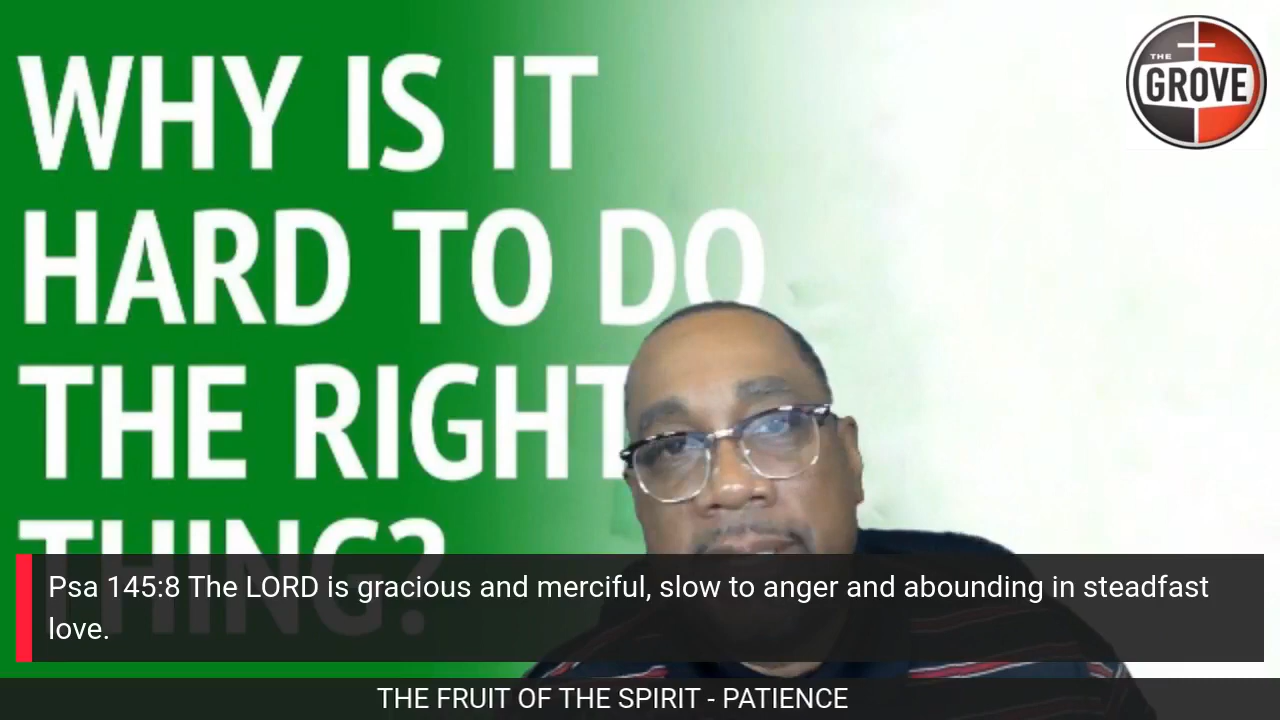 WHY IS IT
HARD TO DO
THE RIGHT
THING?
THE
GROVE
Psa 145:8 The LORD is gracious and merciful, slow to anger and abounding in steadfast
love.
THE FRUIT OF THE SPIRIT - PATIENCE